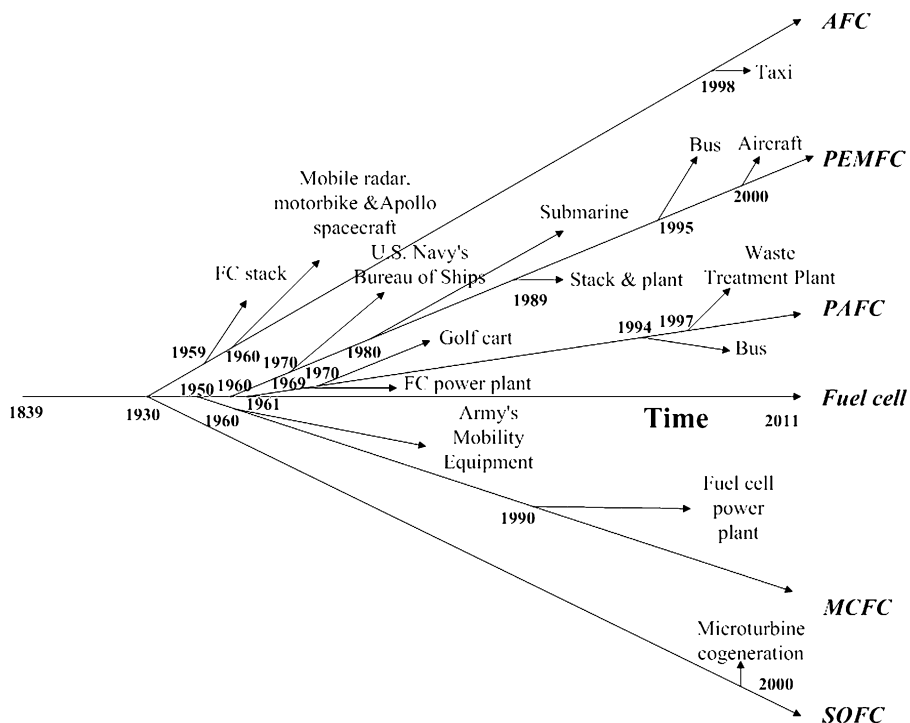 AFC
Taxi
1998
Bus
Aircraft
PEMFC
2000
1995
Mobile radar,
motorbike &Apollo
spacecraft
Submarine
U.S. Navy's
Bureau of Ships
FC stack
Waste
Treatment Plant
Stack & plant
1989
PAFC
1994
1997
Bus
1959
1960
1970
1980
Golf cart
1970
1969
FC power plant
1950
1960
1961
1839
1930
1960
Time
2011
Fuel cell
Army's
Mobility
Equipment
Fuel cell
power
plant
1990
MCFC
Microturbine
cogeneration
2000
SOFC